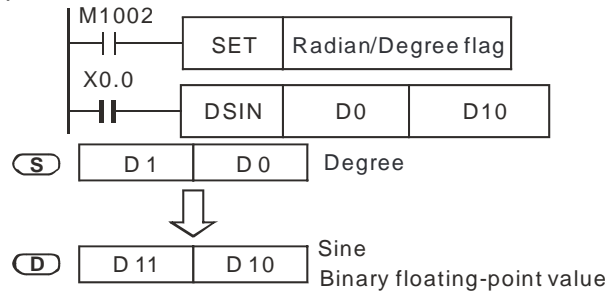 M1002
SET Radian/Degree flag
X0.0
DSIN D0 D10
S D 1 D 0 Degree
D D 11 D 10 Sine
Binary floating-point value